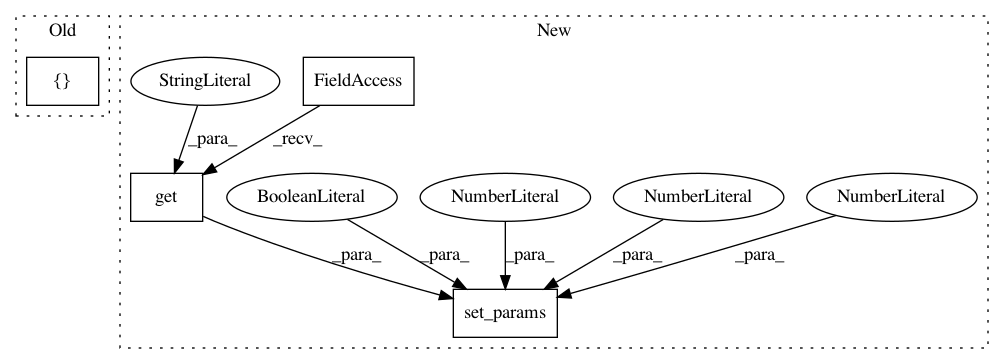 Old
New
{}
StringLiteral
FieldAccess
_para_
_recv_
get
BooleanLiteral
NumberLiteral
NumberLiteral
NumberLiteral
_para_
_para_
_para_
_para_
_para_
set_params